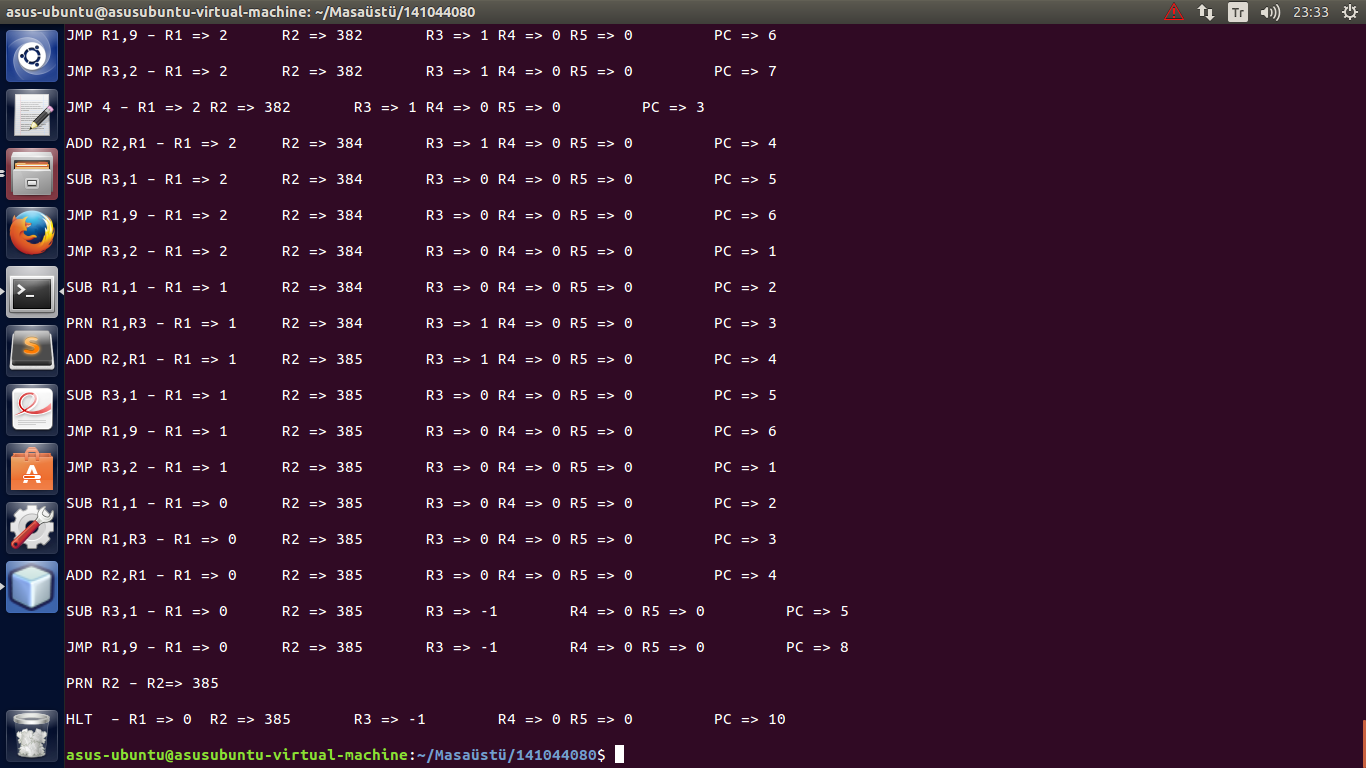 asus-ubuntu@asusubuntu-virtual-machine: ~/Masaüstü/141044080
Tr
23:33
JMP R1,9 – R1 => 2 R2 => 382 R3 => 1 R4 => 0 R5 => 0 PC => 6
JMP R3,2 – R1 => 2 R2 => 382 R3 => 1 R4 => 0 R5 => 0 PC => 7
JMP 4 – R1 => 2 R2 => 382 R3 => 1 R4 => 0 R5 => 0 PC => 3
ADD R2,R1 – R1 => 2 R2 => 384 R3 => 1 R4 => 0 R5 => 0 PC => 4
SUB R3,1 – R1 => 2 R2 => 384 R3 => 0 R4 => 0 R5 => 0 PC => 5
JMP R1,9 – R1 => 2 R2 => 384 R3 => 0 R4 => 0 R5 => 0 PC => 6
JMP R3,2 – R1 => 2 R2 => 384 R3 => 0 R4 => 0 R5 => 0 PC => 1
SUB R1,1 – R1 => 1 R2 => 384 R3 => 0 R4 => 0 R5 => 0 PC => 2
PRN R1,R3 – R1 => 1 R2 => 384 R3 => 1 R4 => 0 R5 => 0 PC => 3
ADD R2,R1 – R1 => 1 R2 => 385 R3 => 1 R4 => 0 R5 => 0 PC => 4
SUB R3,1 – R1 => 1 R2 => 385 R3 => 0 R4 => 0 R5 => 0 PC => 5
JMP R1,9 – R1 => 1 R2 => 385 R3 => 0 R4 => 0 R5 => 0 PC => 6
JMP R3,2 – R1 => 1 R2 => 385 R3 => 0 R4 => 0 R5 => 0 PC => 1
SUB R1,1 – R1 => 0 R2 => 385 R3 => 0 R4 => 0 R5 => 0 PC => 2
PRN R1,R3 – R1 => 0 R2 => 385 R3 => 0 R4 => 0 R5 => 0 PC => 3
ADD R2,R1 – R1 => 0 R2 => 385 R3 => 0 R4 => 0 R5 => 0 PC => 4
SUB R3,1 – R1 => 0 R2 => 385 R3 => -1 R4 => 0 R5 => 0 PC => 5
JMP R1,9 – R1 => 0 R2 => 385 R3 => -1 R4 => 0 R5 => 0 PC => 8
PRN R2 – R2=> 385
HLT – R1 => 0 R2 => 385 R3 => -1 R4 => 0 R5 => 0 PC => 10
asus-ubuntu@asusubuntu-virtual-machine:~/Masaüstü/141044080$